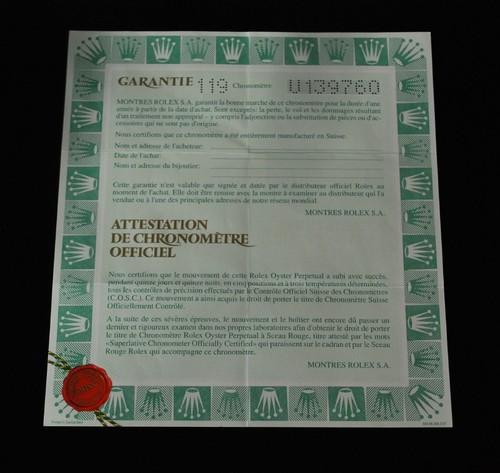 GARANTIE 119 Chronomètre U139760
MONTRES ROLEX S.A. garantit la bonne marche de ce chronomètre pour la durée d'une
année à partir de la date d'achat. Sont exceptés: la perte, le vol et les dommages résultant
d'un traitement non approprié – y compris l'adjonction ou la substitution de pièces ou d'ac-
cessoires qui ne sont pas d'origine.
Nous certifions que ce chronomètre a été entièrement manufacturé en Suisse.
Nom et adresse de l'acheteur:
Date de l'achat:
Nom et adresse du bijoutier:
Cette garantie n'est valable que signée et datée par le distributeur officiel Rolex au
moment de l'achat. Elle doit être remise avec la montre à examiner au distributeur qui l'a
vendue ou à l'une des principales adresses de notre réseau mondial.
MONTRES ROLEX S.A.
ATTESTATION
DE CHRONOMÈTRE
OFFICIEL
Nous certifions que le mouvement de cette Rolex Oyster Perpetual a subi avec succès,
pendant quinze jours et quinze nuits, en cinq positions et à trois températures déterminées,
tous les contrôles de précision effectués par le Contrôle Officiel Suisse des Chronomètres
(C.O.S.C.). Ce mouvement a ainsi acquis le droit de porter le titre de Chronomètre Suisse
Officiellement Contrôlé.
A la suite de ces sévères épreuves, le mouvement et le boîtier ont encore dû passer un
dernier et rigoureux examen dans nos propres laboratoires afin d'obtenir le droit de porter
le titre de Chronomètre Rolex Oyster Perpetual à Sceau Rouge, titre attesté par les mots
«Superlative Chronometer Officially Certified» qui paraissent sur le cadran et par le Sceau
Rouge Rolex qui accompagne ce chronomètre.
MONTRES ROLEX S.A.